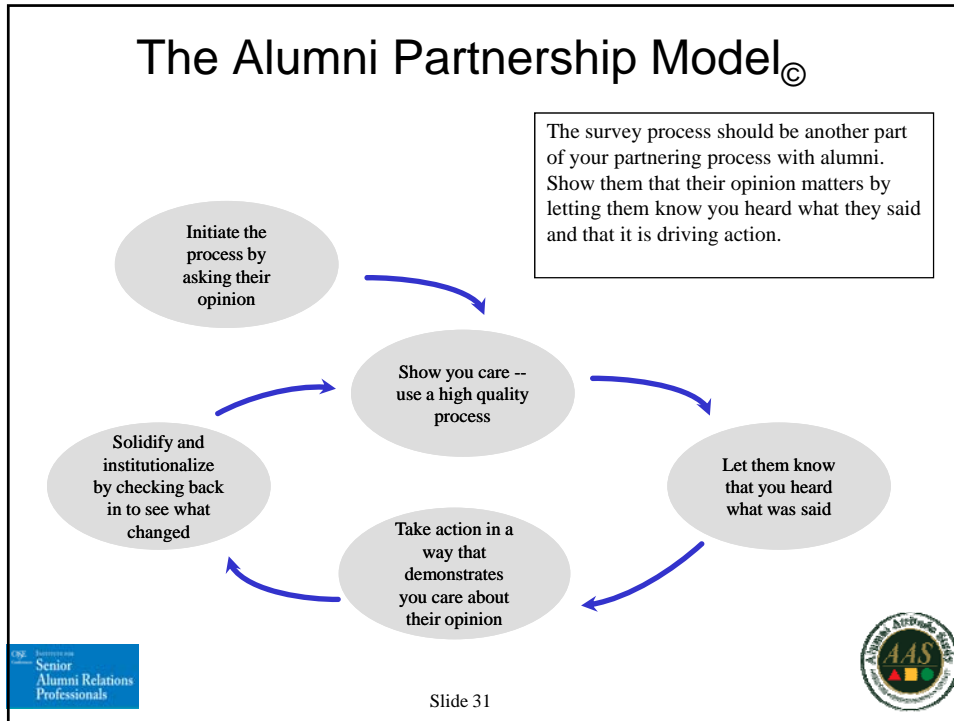 The Alumni Partnership Model©
The survey process should be another part
of your partnering process with alumni.
Show them that their opinion matters by
letting them know you heard what they said
and that it is driving action.
Initiate the
process by
asking their
opinion
Show you care --
use a high quality
process
Let them know
that you heard
what was said
Take action in a
way that
demonstrates
you care about
their opinion
Solidify and
institutionalize
by checking back
in to see what
changed
Senior
Alumni Relations
Professionals
Slide 31
Alumni Attitude Study
AAS